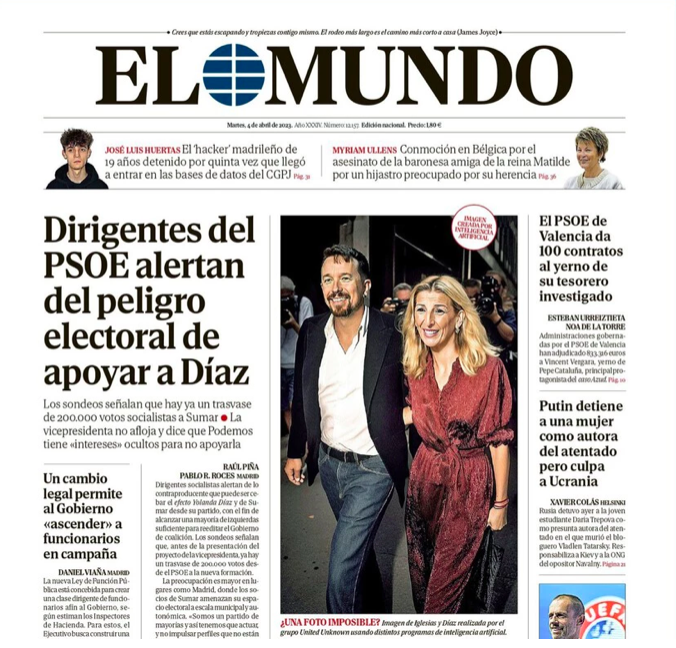 • Crees que estás escapando y tropiezas contigo mismo. El rodeo más largo es el camino más corto a casa (James Joyce) •
EL MUNDO
Martes, 4 de abril de 2023. Año XXXIV. Número: 12.137. Edición nacional. Precio: 1,80 €
JOSÉ LUIS HUERTAS El 'hacker' madrileño de
19 años detenido por quinta vez que llegó
a entrar en las bases de datos del CGPJ Pág. 31
MYRIAM ULLENS Conmoción en Bélgica por el
asesinato de la baronesa amiga de la reina Matilde
por un hijastro preocupado por su herencia Pág. 36
Dirigentes del
PSOE alertan
del peligro
electoral de
apoyar a Díaz
Los sondeos señalan que hay ya un trasvase
de 200.000 votos socialistas a Sumar ● La
vicepresidenta no afloja y dice que Podemos
tiene «intereses» ocultos para no apoyarla
Un cambio
legal permite
al Gobierno
«ascender» a
funcionarios
en campaña
DANIEL VIAÑA MADRID
La nueva Ley de Función Púb-
lica está concebida para crear
una clase dirigente de funcio-
narios afín al Gobierno, se-
gún estiman los Inspectores
de Hacienda. Para estos, el
Ejecutivo busca construir una
RAÚL PIÑA
PABLO R. ROCES MADRID
Dirigentes socialistas alertan de lo
contraproducente que puede ser ce-
bar el efecto Yolanda Díaz y de Su-
mar desde su partido, con el fin de
alcanzar una mayoría de izquierdas
suficiente para reeditar el Gobierno
de coalición. Los sondeos señalan
que, antes de la presentación del
proyecto de la vicepresidenta, ya hay
un trasvase de 200.000 votos des-
de el PSOE a la nueva formación.
La preocupación es mayor en lu-
gares como Madrid, donde los so-
cios de Sumar amenazan su espa-
cio electoral a escala municipal y au-
tonómica. «Somos un partido de
mayorías y así tenemos que actuar,
y no impulsar perfiles que no están
IMAGEN
CREADA POR
INTELIGENCIA
ARTIFICIAL
¿UNA FOTO IMPOSIBLE? Imagen de Iglesias y Díaz realizada por el
grupo United Unknown usando distintos programas de inteligencia artificial.
El PSOE de
Valencia da
100 contratos
al yerno de
su tesorero
investigado
ESTEBAN URREIZTIETA
NOA DE LA TORRE
Administraciones goberna-
das por el PSOE de Valencia
han adjudicado 833.316 euros
a Vincent Vergara, yerno de
Pepe Cataluña, principal pro-
tagonista del caso Azud. Pág. 10
Putin detiene
a una mujer
como autora
del atentado
pero culpa
a Ucrania
XAVIER COLÁS HELSINKI
Rusia detuvo ayer a la joven
estudiante Daria Trepova co-
mo presunta autora del aten-
tado en el que murió el blo-
guero Vladlen Tatarsky. Res-
ponsabiliza a Kiev y a la ONG
del opositor Navalny. Página 21
UEFA